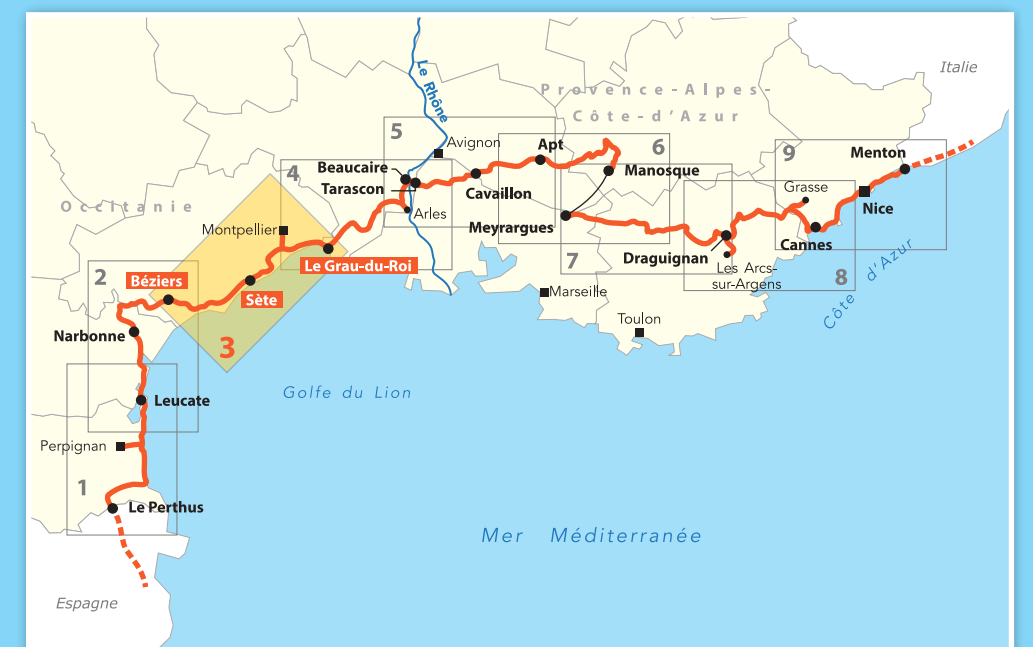 Italie
Le Rhône
Provence-Alpes-
Côte-d'Azur
5
Avignon
Apt
6
9
Menton
4
Beaucaire
Tarascon
Cavaillon
Manosque
Grasse
Occitanie
Arles
Nice
Montpellier
Meyrargues
Cannes
Le Grau-du-Roi
7
Draguignan
Les Arcs-
sur-Argens
8
Côte d'Azur
2
Béziers
Sète
Marseille
Toulon
Narbonne
3
Golfe du Lion
Leucate
Perpignan
1
Le Perthus
Mer Méditerranée
Espagne